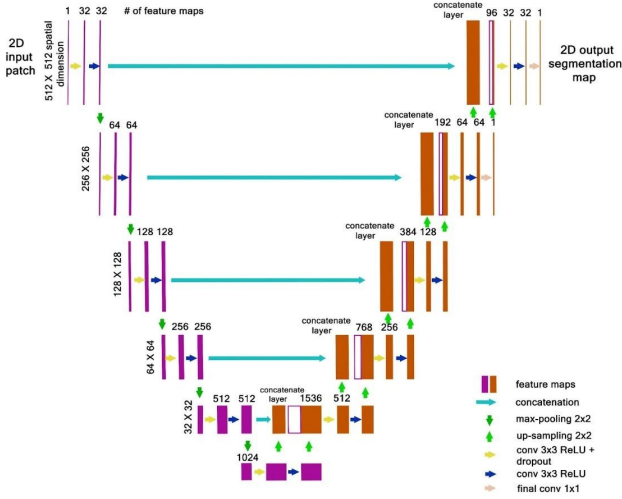 1 32 32 # of feature maps
2D
input
patch
512 X 512 spatial
dimension
concatenate
layer
96 32 32 1
2D output
segmentation
map
64 64
256 X 256
concatenate
layer
192 64 64 1
128 128
128 X 128
concatenate
layer
384 128
256 256
64 X 64
concatenate
layer
768 256
512 512
32 X 32
concatenate
layer
1536 512
1024
feature maps
concatenation
max-pooling 2x2
up-sampling 2x2
conv 3x3 ReLU +
dropout
conv 3x3 ReLU
final conv 1x1